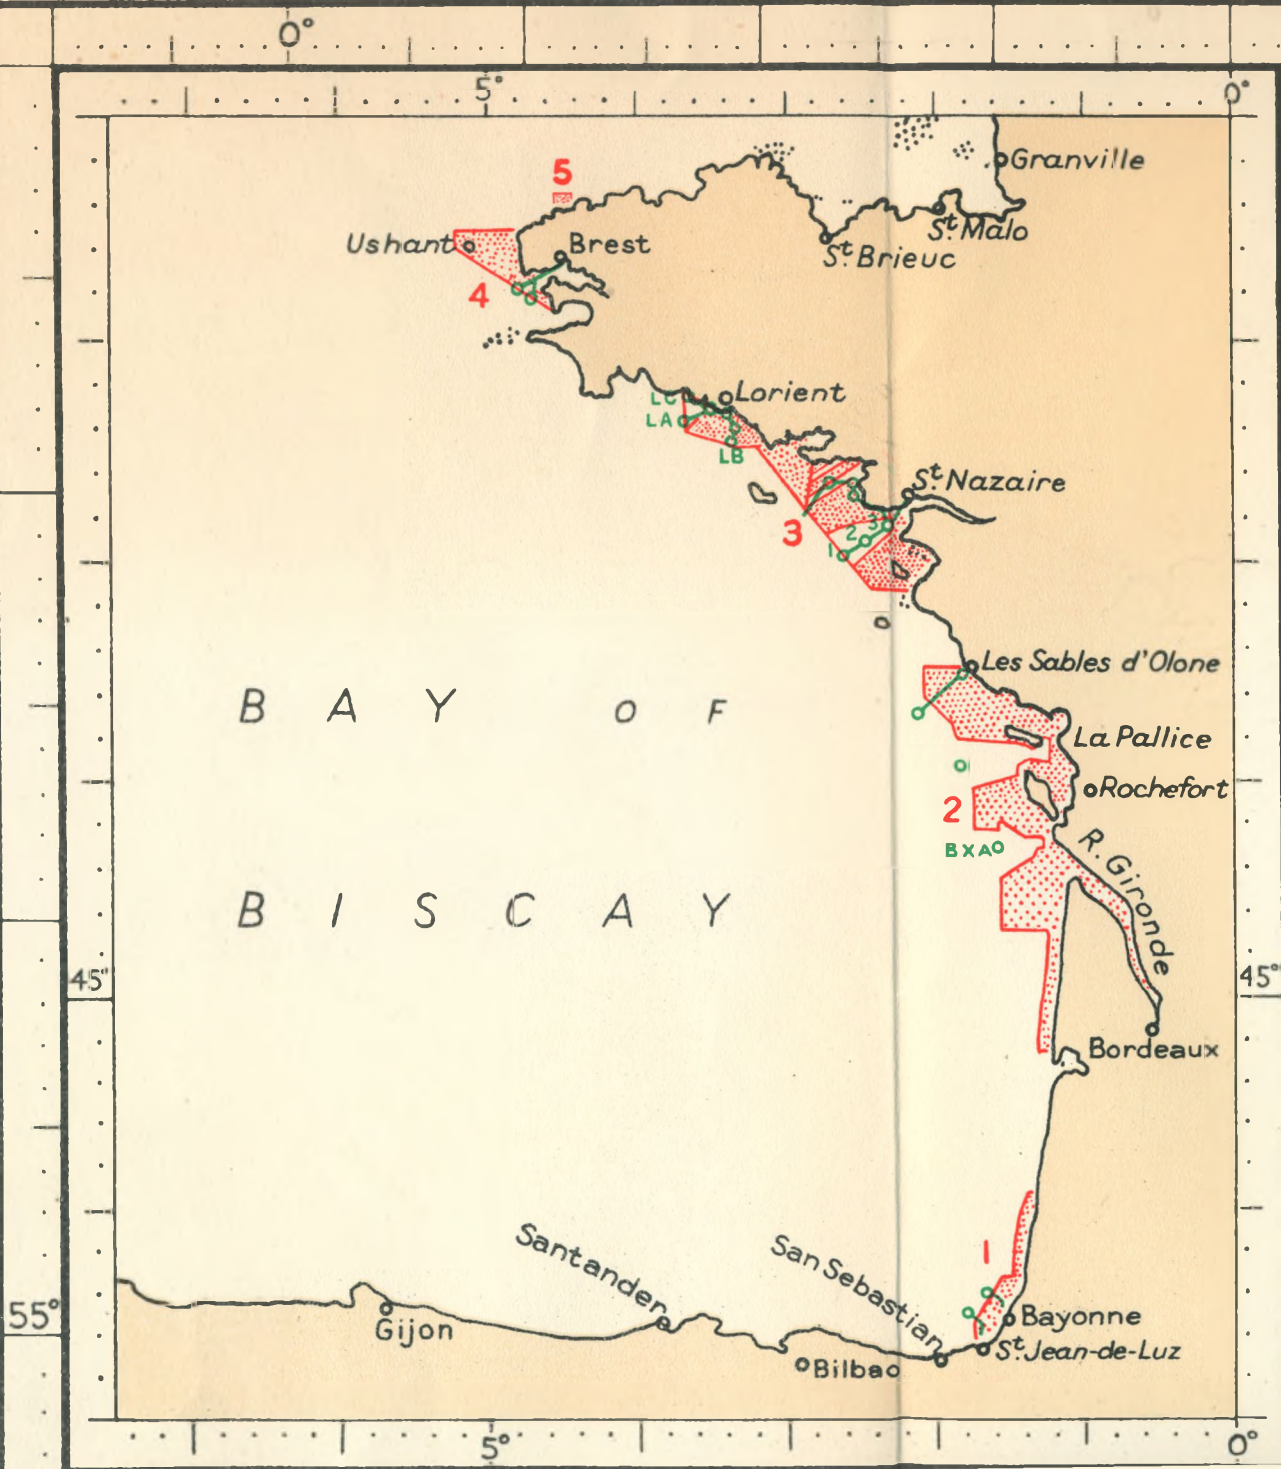 0°
5°
0°
Granville
5
St. Malo
Ushant
Brest
St. Brieuc
4
Lorient
LC
LA
LB
St. Nazaire
3
3
2
1
Les Sables d'Olone
BAY OF
La Pallice
Rochefort
2
BXA
R. Gironde
BISCAY
45°
45°
Bordeaux
1
Santander
San Sebastian
55°
Gijon
Bayonne
St. Jean-de-Luz
Bilbao
5°
0°